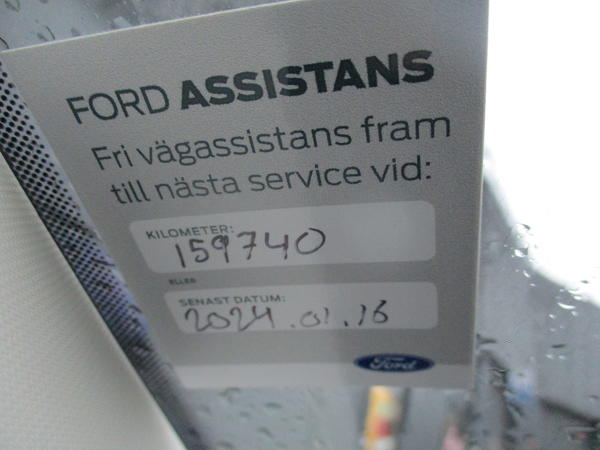 FORD ASSISTANS
Fri vägassistans fram
till nästa service vid:
KILOMETER:
159740
ELLER
SENAST DATUM:
2024.01.16
Ford